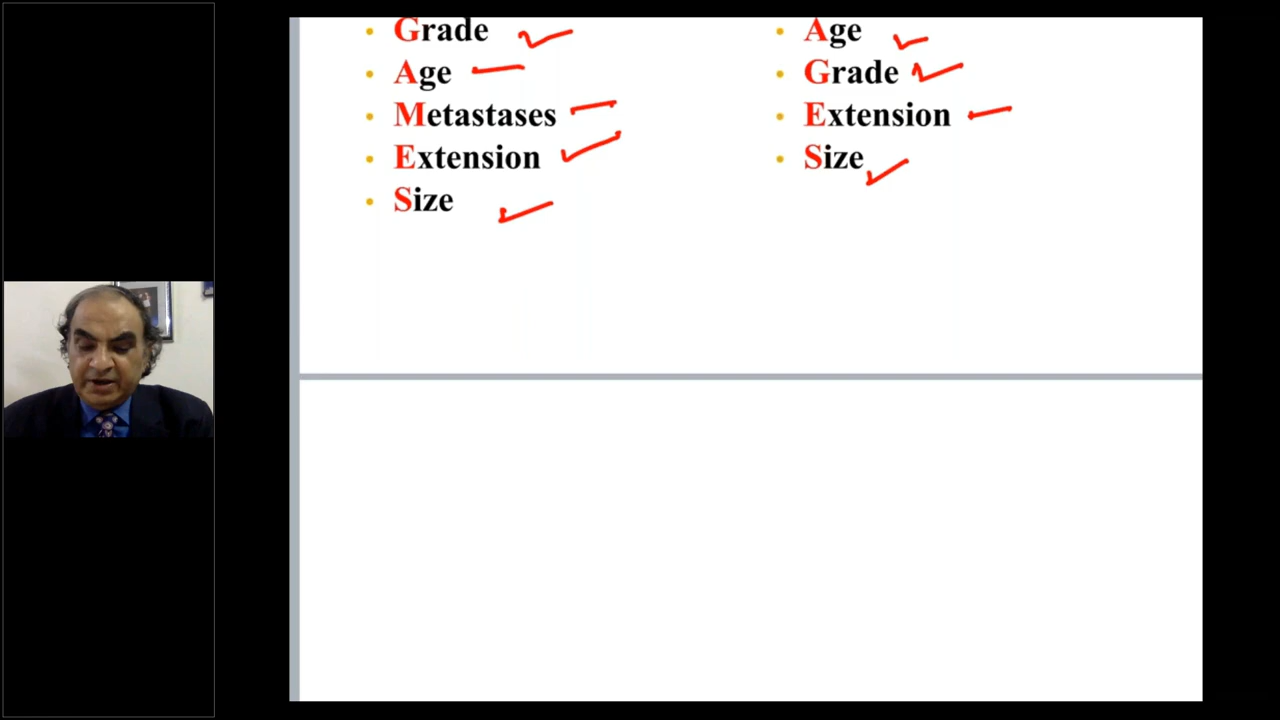 Grade
Age
Metastases
Extension
Size
Age
Grade
Extension
Size